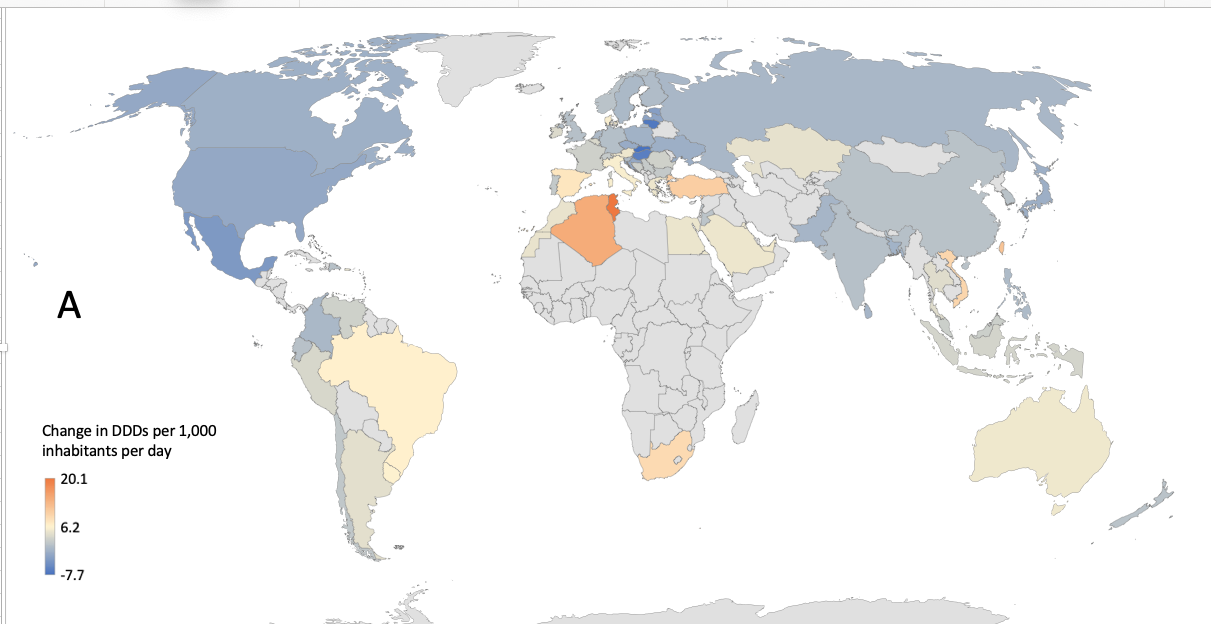 A
Change in DDDs per 1,000
inhabitants per day
20.1
6.2
-7.7